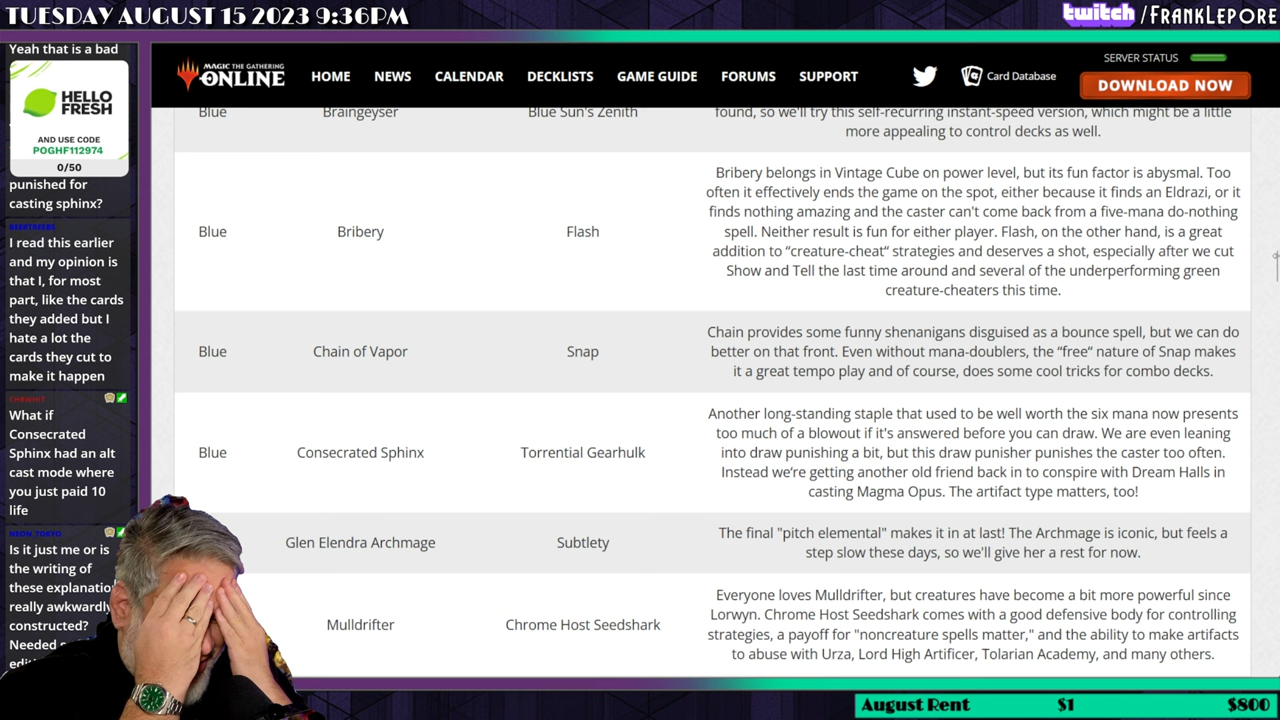 TUESDAY AUGUST 15 2023 9:36PM
twitch /FRANKLEPORE
Yeah that is a bad
HELLO
FRESH
AND USE CODE
POGHF112974
0/50
punished for
casting sphinx?
I read this earlier
and my opinion is
that I, for most
part, like the cards
they added but I
hate a lot the
cards they cut to
make it happen
CHRWHIT
What if
Consecrated
Sphinx had an alt
cast mode where
you just paid 10
life
NEON TOKYO
Is it just me or is
the writing of
these
really awkwardly
constructed?
Needed
MAGIC THE GATHERING
ONLINE
HOME
NEWS
CALENDAR
DECKLISTS
GAME GUIDE
FORUMS
SUPPORT
Card Database
SERVER STATUS
DOWNLOAD NOW
Blue
Braingeyser
Blue Sun's Zenith
found, so we'll try this self-recurring instant-speed version, which might be a little
more appealing to control decks as well.
Blue
Bribery
Flash
Bribery belongs in Vintage Cube on power level, but its fun factor is abysmal. Too
often it effectively ends the game on the spot, either because it finds an Eldrazi, or it
finds nothing amazing and the caster can't come back from a five-mana do-nothing
spell. Neither result is fun for either player. Flash, on the other hand, is a great
addition to “creature-cheat“ strategies and deserves a shot, especially after we cut
Show and Tell the last time around and several of the underperforming green
creature-cheaters this time.
Blue
Chain of Vapor
Snap
Chain provides some funny shenanigans disguised as a bounce spell, but we can do
better on that front. Even without mana-doublers, the “free“ nature of Snap makes
it a great tempo play and of course, does some cool tricks for combo decks.
Blue
Consecrated Sphinx
Torrential Gearhulk
Another long-standing staple that used to be well worth the six mana now presents
too much of a blowout if it's answered before you can draw. We are even leaning
into draw punishing a bit, but this draw punisher punishes the caster too often.
Instead we're getting another old friend back in to conspire with Dream Halls in
casting Magma Opus. The artifact type matters, too!
Glen Elendra Archmage
Subtlety
The final "pitch elemental" makes it in at last! The Archmage is iconic, but feels a
step slow these days, so we'll give her a rest for now.
Mulldrifter
Chrome Host Seedshark
Everyone loves Mulldrifter, but creatures have become a bit more powerful since
Lorwyn. Chrome Host Seedshark comes with a good defensive body for controlling
strategies, a payoff for "noncreature spells matter," and the ability to make artifacts
to abuse with Urza, Lord High Artificer, Tolarian Academy, and many others.
August Rent $1 $800